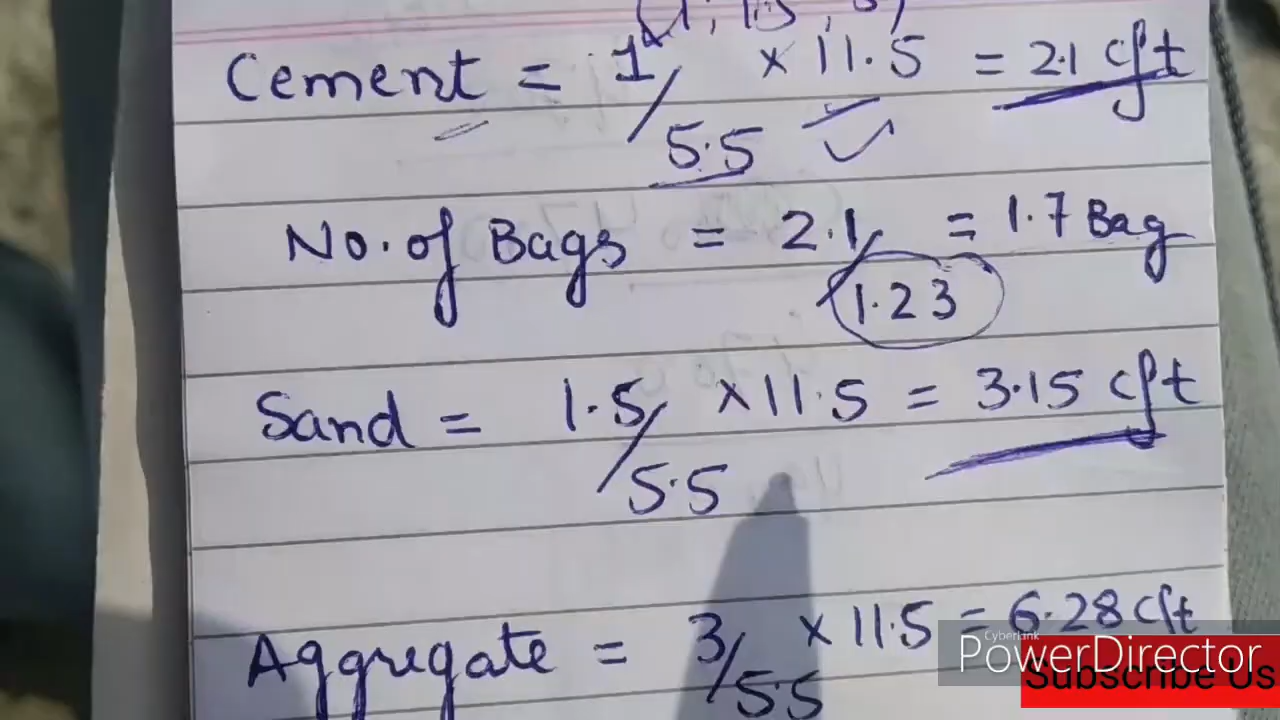 Cement = 1/5.5 × 11.5 = 2.1 cft
No. of Bags = 2.1/1.23 = 1.7 Bag
Sand = 1.5/5.5 × 11.5 = 3.15 cft
Aggregate = 3/5.5 × 11.5 = 6.28 cft
CyberLink
PowerDirector
Subscribe Us